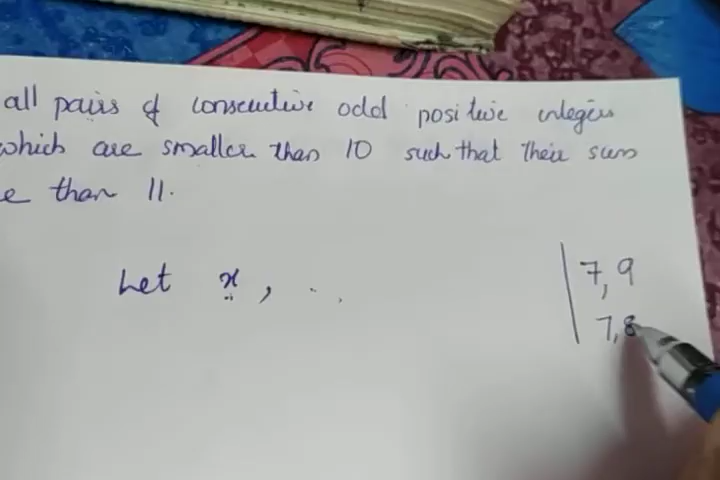 all pairs of consecutive odd positive integers
which are smaller than 10 such that their sum
e than 11.
Let x, . .
7, 9
7, 8